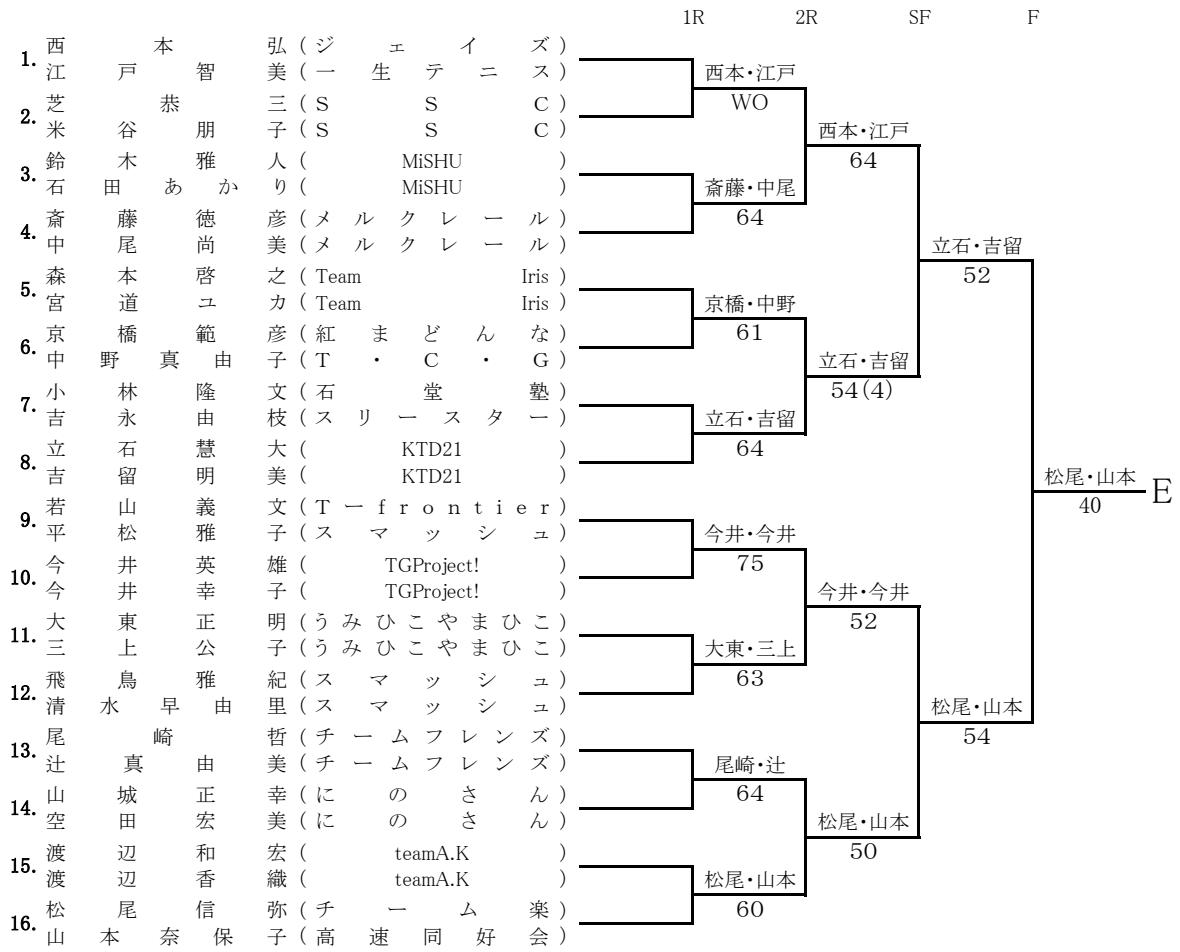 1R 2R SF F
1.
西本弘(ジェイズ)
江戸智美(一生テニス)
2.
芝恭三(SSC)
米谷朋子(SSC)
3.
鈴木雅人(MiSHU)
石田あかり(MiSHU)
4.
斎藤徳彦(メルクレール)
中尾尚美(メルクレール)
5.
森本啓之(Team Iris)
宮道ユカ(Team Iris)
6.
京橋範彦(紅まどんな)
中野真由子(T・C・G)
7.
小林隆文(石堂塾)
吉永由枝(スリースター)
8.
立石慧大(KTD21)
吉留明美(KTD21)
9.
若山義文(Tーfrontier)
平松雅子(スマッシュ)
10.
今井英雄(TGProject!)
今井幸子(TGProject!)
11.
大東正明(うみひこやまひこ)
三上公子(うみひこやまひこ)
12.
飛鳥雅紀(スマッシュ)
清水早由里(スマッシュ)
13.
尾崎哲(チームフレンズ)
辻真由美(チームフレンズ)
14.
山城正幸(にのさん)
空田宏美(にのさん)
15.
渡辺和宏(teamA.K)
渡辺香織(teamA.K)
16.
松尾信弥(チーム楽)
山本奈保子(高速同好会)
西本・江戸
WO
斎藤・中尾
64
京橋・中野
61
立石・吉留
64
今井・今井
75
大東・三上
63
尾崎・辻
64
松尾・山本
60
西本・江戸
64
立石・吉留
54(4)
今井・今井
52
松尾・山本
50
立石・吉留
52
松尾・山本
54
松尾・山本
40
E